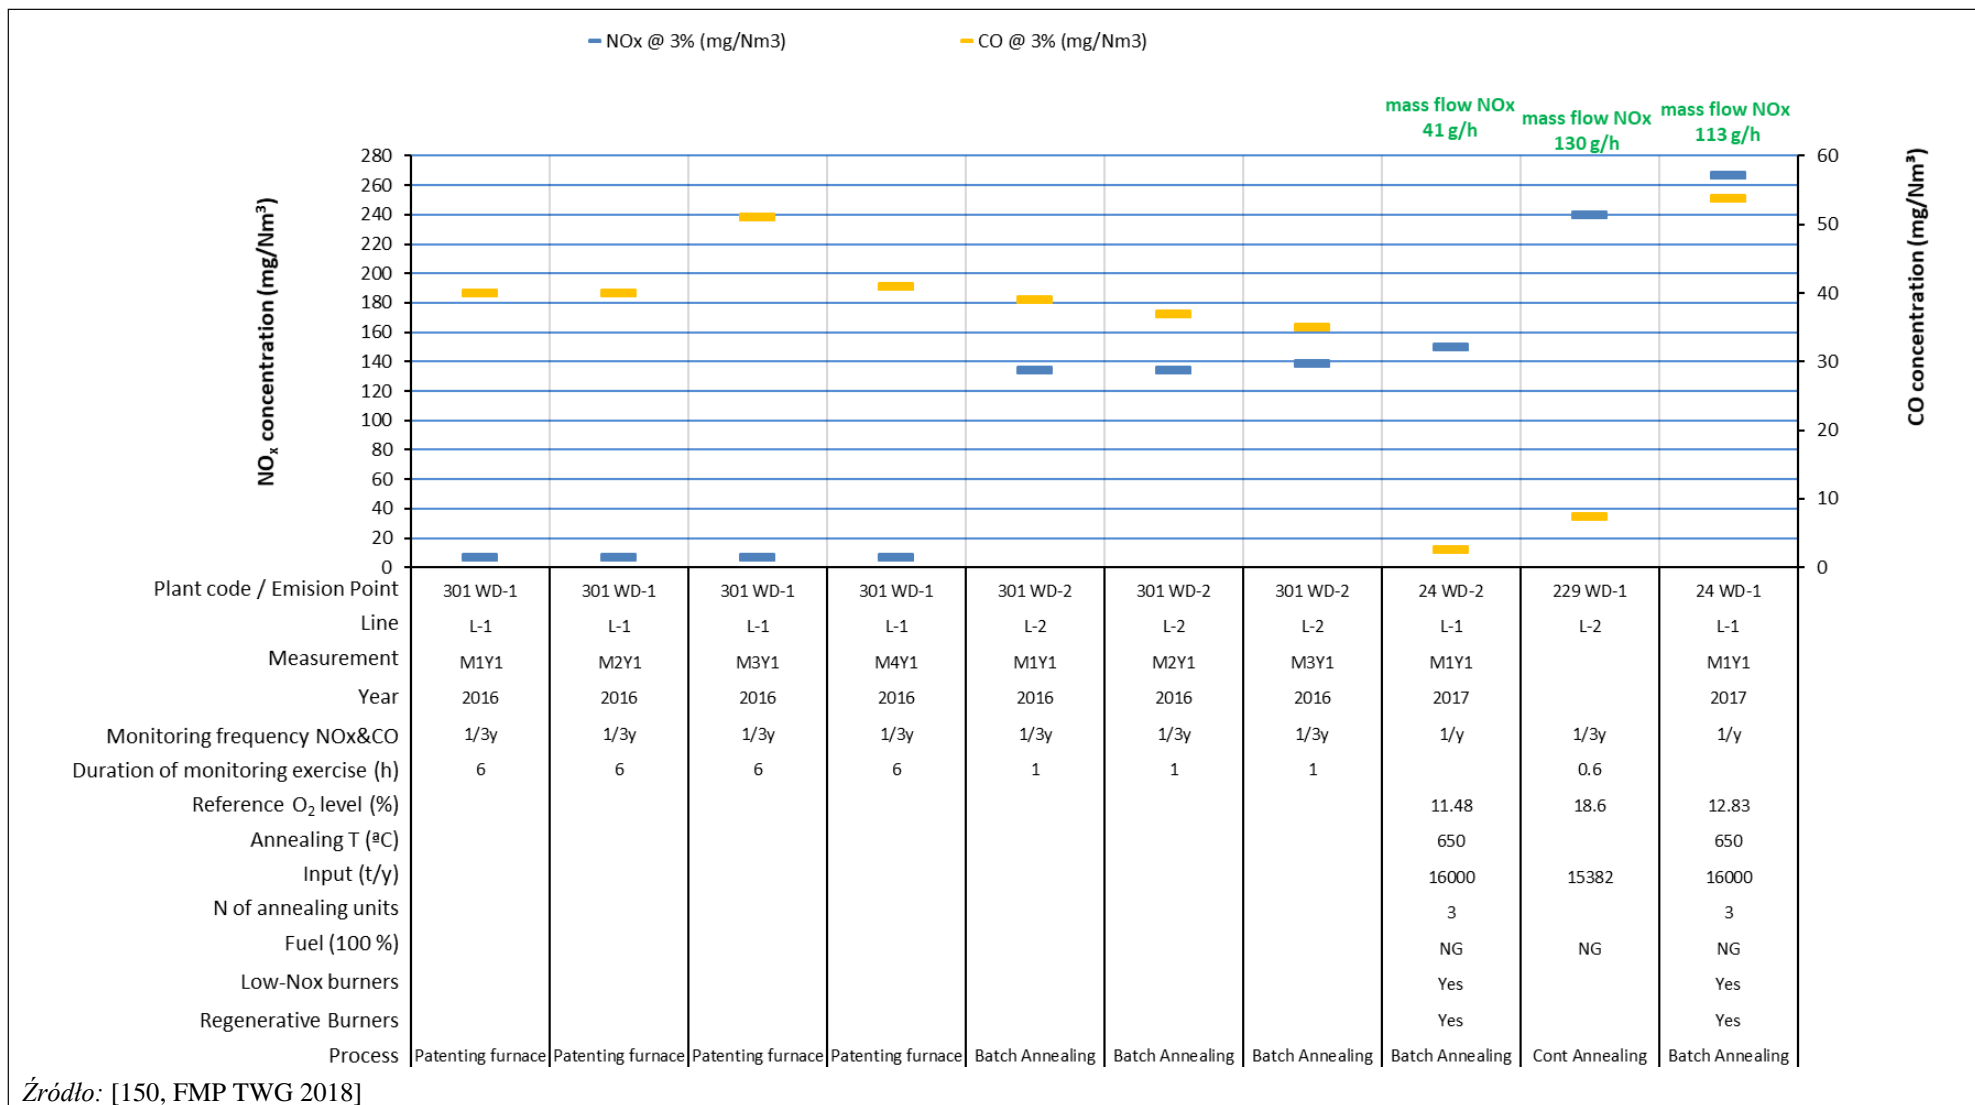 NOx @ 3% (mg/Nm3) CO @ 3% (mg/Nm3)
mass flow NOx 41 g/h
mass flow NOx 130 g/h
mass flow NOx 113 g/h
NOx concentration (mg/Nm³)
280
260
240
220
200
180
160
140
120
100
80
60
40
20
0
60
50
40
30
20
10
0
CO concentration (mg/Nm³)
Plant code / Emision Point 301 WD-1 301 WD-1 301 WD-1 301 WD-1 301 WD-2 301 WD-2 301 WD-2 24 WD-2 229 WD-1 24 WD-1
Line L-1 L-1 L-1 L-1 L-2 L-2 L-2 L-1 L-2 L-1
Measurement M1Y1 M2Y1 M3Y1 M4Y1 M1Y1 M2Y1 M3Y1 M1Y1 M1Y1
Year 2016 2016 2016 2016 2016 2016 2016 2017 2017
Monitoring frequency NOx&CO 1/3y 1/3y 1/3y 1/3y 1/3y 1/3y 1/3y 1/y 1/3y 1/y
Duration of monitoring exercise (h) 6 6 6 6 1 1 1 0.6
Reference O₂ level (%) 11.48 18.6 12.83
Annealing T (ªC) 650 650
Input (t/y) 16000 15382 16000
N of annealing units 3 3
Fuel (100 %) NG NG NG
Low-Nox burners Yes Yes
Regenerative Burners Yes Yes
Process Patenting furnace Patenting furnace Patenting furnace Patenting furnace Batch Annealing Batch Annealing Batch Annealing Batch Annealing Cont Annealing Batch Annealing
Źródło: [150, FMP TWG 2018]